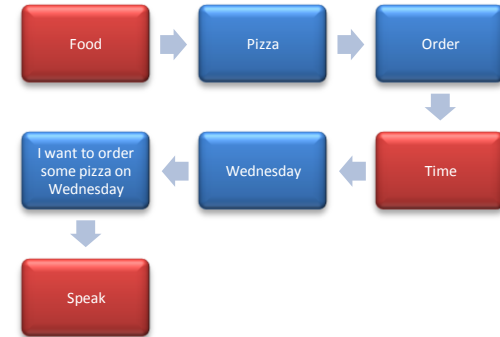 Food
Pizza
Order
Time
Wednesday
I want to order
some pizza on
Wednesday
Speak